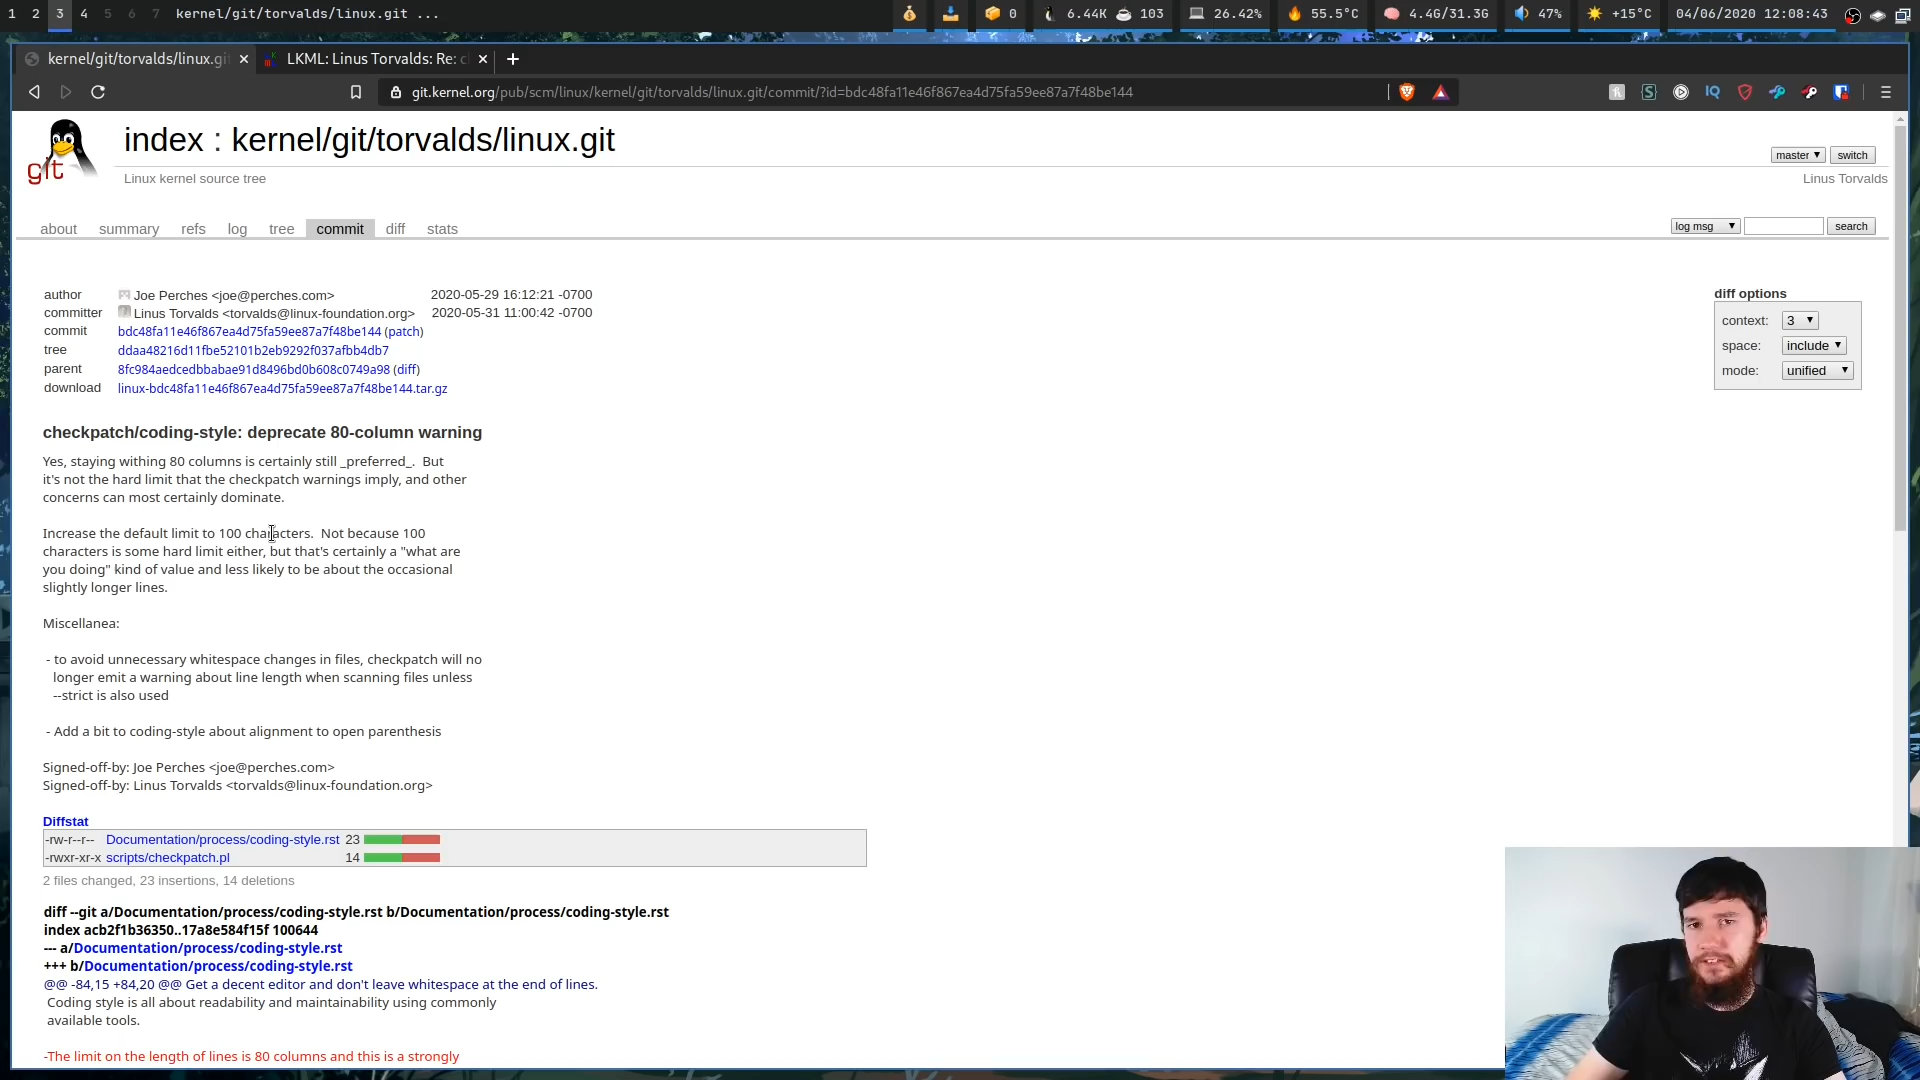 1 2 3 4 5 6 7 kernel/git/torvalds/linux.git ... 0 6.44K 103 26.42% 55.5°C 4.4G/31.3G 47% +15°C 04/06/2020 12:08:43
kernel/git/torvalds/linux.gi LKML: Linus Torvalds: Re: c
git.kernel.org/pub/scm/linux/kernel/git/torvalds/linux.git/commit/?id=bdc48fa11e46f867ea4d75fa59ee87a7f48be144
IQ
git
index : kernel/git/torvalds/linux.git
master switch
Linux kernel source tree
Linus Torvalds
about summary refs log tree commit diff stats
log msg search
author Joe Perches <joe@perches.com> 2020-05-29 16:12:21 -0700
committer Linus Torvalds <torvalds@linux-foundation.org> 2020-05-31 11:00:42 -0700
commit bdc48fa11e46f867ea4d75fa59ee87a7f48be144 (patch)
tree ddaa48216d11fbe52101b2eb9292f037afbb4db7
parent 8fc984aedcedbbabae91d8496bd0b608c0749a98 (diff)
download linux-bdc48fa11e46f867ea4d75fa59ee87a7f48be144.tar.gz
diff options
context: 3
space: include
mode: unified
checkpatch/coding-style: deprecate 80-column warning
Yes, staying withing 80 columns is certainly still _preferred_.  But
it's not the hard limit that the checkpatch warnings imply, and other
concerns can most certainly dominate.
Increase the default limit to 100 characters.  Not because 100
characters is some hard limit either, but that's certainly a "what are
you doing" kind of value and less likely to be about the occasional
slightly longer lines.
Miscellanea:
- to avoid unnecessary whitespace changes in files, checkpatch will no
longer emit a warning about line length when scanning files unless
--strict is also used
- Add a bit to coding-style about alignment to open parenthesis
Signed-off-by: Joe Perches <joe@perches.com>
Signed-off-by: Linus Torvalds <torvalds@linux-foundation.org>
Diffstat
-rw-r--r-- Documentation/process/coding-style.rst 23
-rwxr-xr-x scripts/checkpatch.pl 14
2 files changed, 23 insertions, 14 deletions
diff --git a/Documentation/process/coding-style.rst b/Documentation/process/coding-style.rst
index acb2f1b36350..17a8e584f15f 100644
--- a/Documentation/process/coding-style.rst
+++ b/Documentation/process/coding-style.rst
@@ -84,15 +84,20 @@ Get a decent editor and don't leave whitespace at the end of lines.
Coding style is all about readability and maintainability using commonly
available tools.
-The limit on the length of lines is 80 columns and this is a strongly